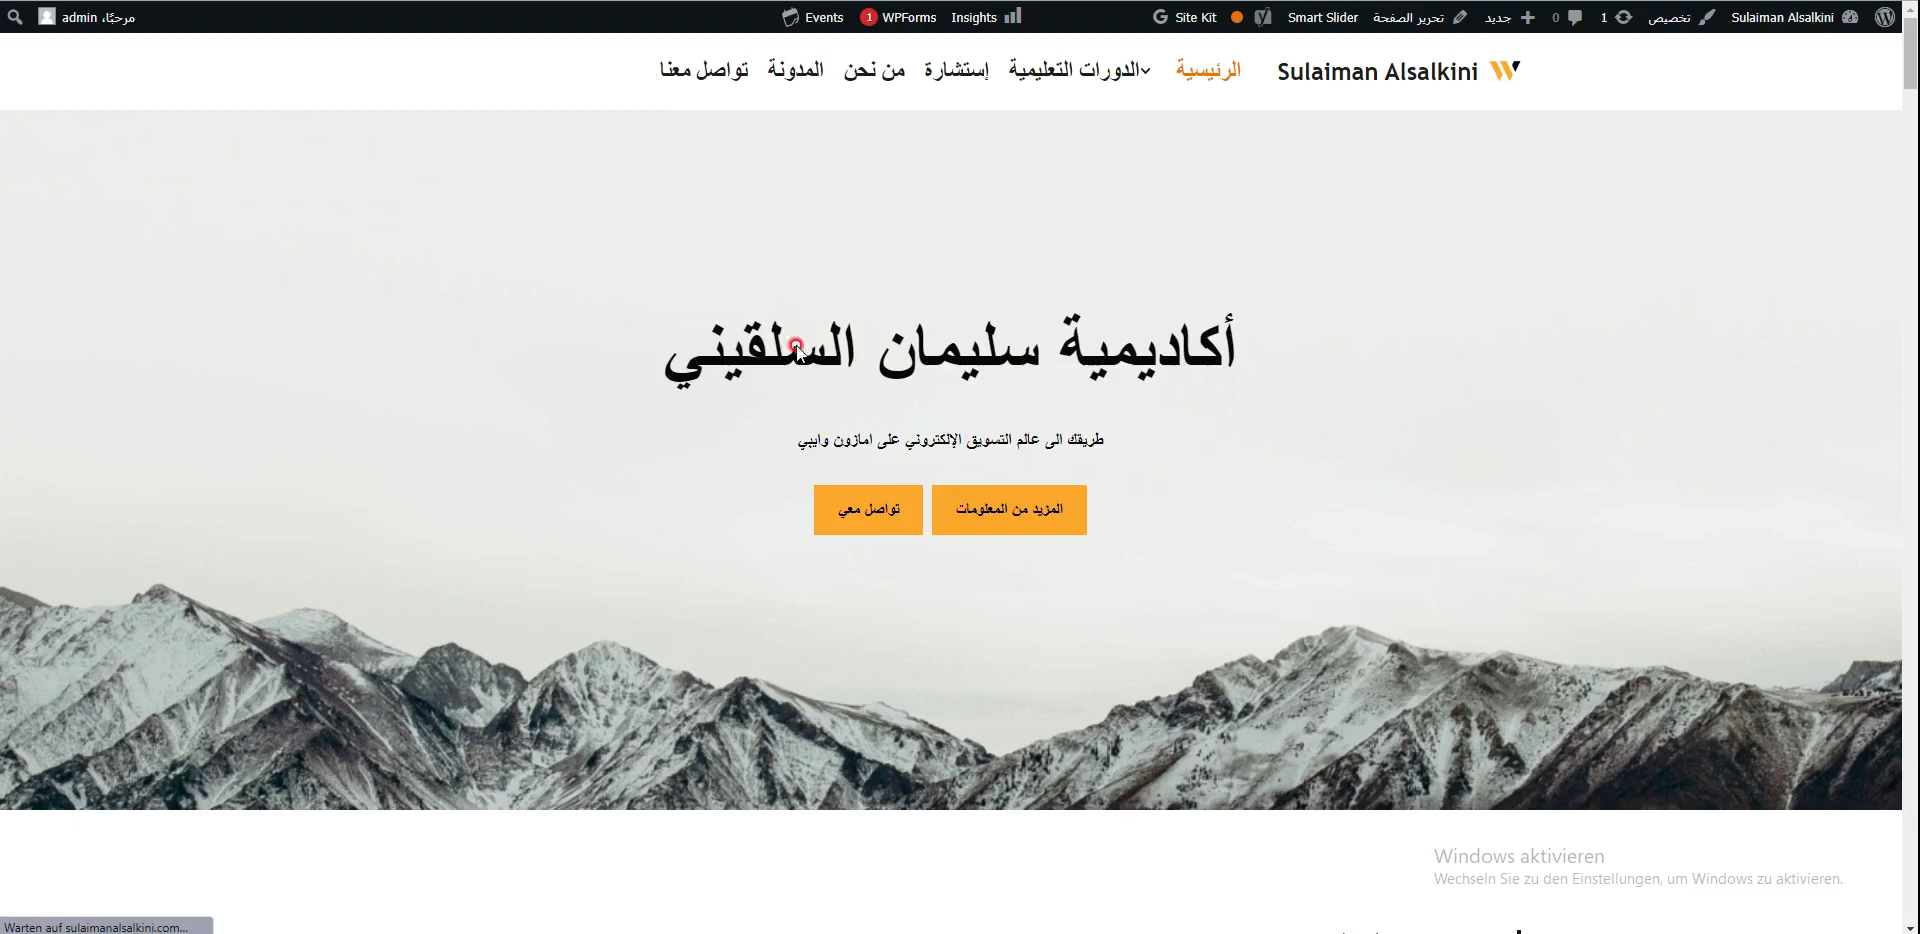 Sulaiman Alsalkini تخصيص 1 0 جديد تحرير الصفحة Smart Slider Site Kit Insights WPForms 1 Events مرحبًا، admin
Sulaiman Alsalkini الرئيسية الدورات التعليمية إستشارة من نحن المدونة تواصل معنا
أكاديمية سليمان السلقيني
طريقك الى عالم التسويق الإلكتروني على امازون وايبي
المزيد من المعلومات تواصل معي
Windows aktivieren
Wechseln Sie zu den Einstellungen, um Windows zu aktivieren.
Warten auf sulaimanalsalkini.com...